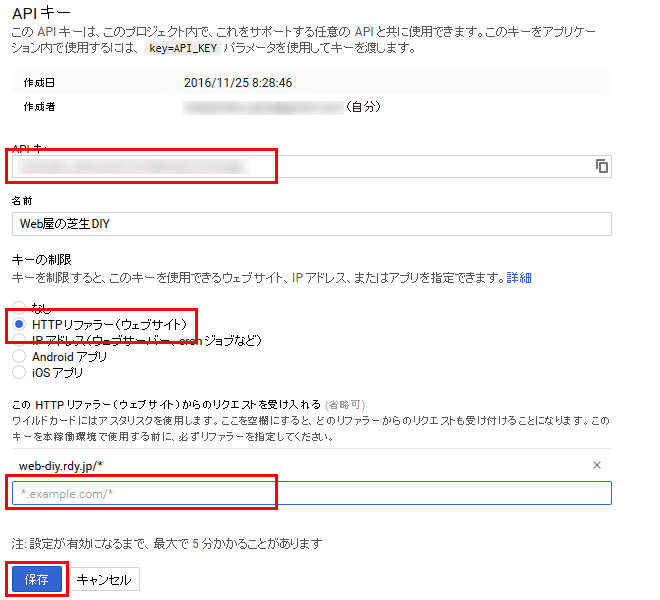 API キー
この API キーは、このプロジェクト内で、これをサポートする任意の API と共に使用できます。このキーをアプリケー
ション内で使用するには、 key=API_KEY パラメータを使用してキーを渡します。
作成日 2016/11/25 8:28:46
作成者 (自分)
API キー
名前
Web屋の芝生DIY
キーの制限
キーを制限すると、このキーを使用できるウェブサイト、IP アドレス、またはアプリを指定できます。詳細
なし
HTTPリファラー(ウェブサイト)
IP アドレス(ウェブサーバー、cron ジョブなど)
Android アプリ
iOS アプリ
この HTTP リファラー(ウェブサイト)からのリクエストを受け入れる (省略可)
ワイルドカードにはアスタリスクを使用します。ここを空欄にすると、どのリファラーからのリクエストも受け付けることになります。この
キーを本稼働環境で使用する前に、必ずリファラーを指定してください。
web-diy.rdy.jp/*
*.example.com/*
注: 設定が有効になるまで、最大で 5 分かかることがあります
保存 キャンセル